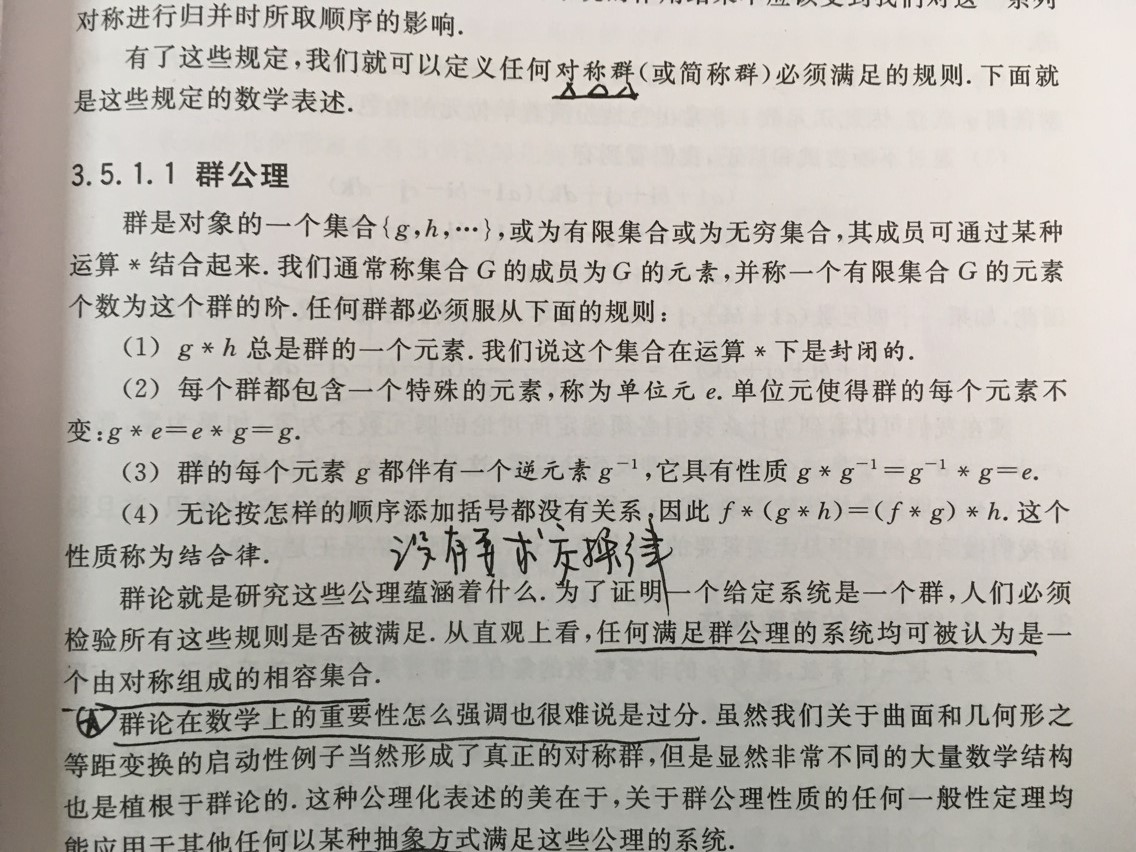 对称进行归并时所取顺序的影响.
有了这些规定,我们就可以定义任何对称群(或简称群)必须满足的规则.下面就
是这些规定的数学表述.
3.5.1.1 群公理
群是对象的一个集合{g,h,…},或为有限集合或为无穷集合,其成员可通过某种
运算*结合起来.我们通常称集合G的成员为G的元素,并称一个有限集合G的元素
个数为这个群的阶.任何群都必须服从下面的规则:
(1) g*h 总是群的一个元素.我们说这个集合在运算*下是封闭的.
(2) 每个群都包含一个特殊的元素,称为单位元 e.单位元使得群的每个元素不
变:g*e=e*g=g.
(3) 群的每个元素 g 都伴有一个逆元素 g⁻¹,它具有性质 g*g⁻¹=g⁻¹*g=e.
(4) 无论按怎样的顺序添加括号都没有关系,因此 f*(g*h)=(f*g)*h.这个
性质称为结合律.
没有要求交换律
群论就是研究这些公理蕴涵着什么.为了证明一个给定系统是一个群,人们必须
检验所有这些规则是否被满足.从直观上看,任何满足群公理的系统均可被认为是一
个由对称组成的相容集合.
群论在数学上的重要性怎么强调也很难说是过分.虽然我们关于曲面和几何形之
等距变换的启动性例子当然形成了真正的对称群,但是显然非常不同的大量数学结构
也是植根于群论的.这种公理化表述的美在于,关于群公理性质的任何一般性定理均
能应用于其他任何以某种抽象方式满足这些公理的系统.